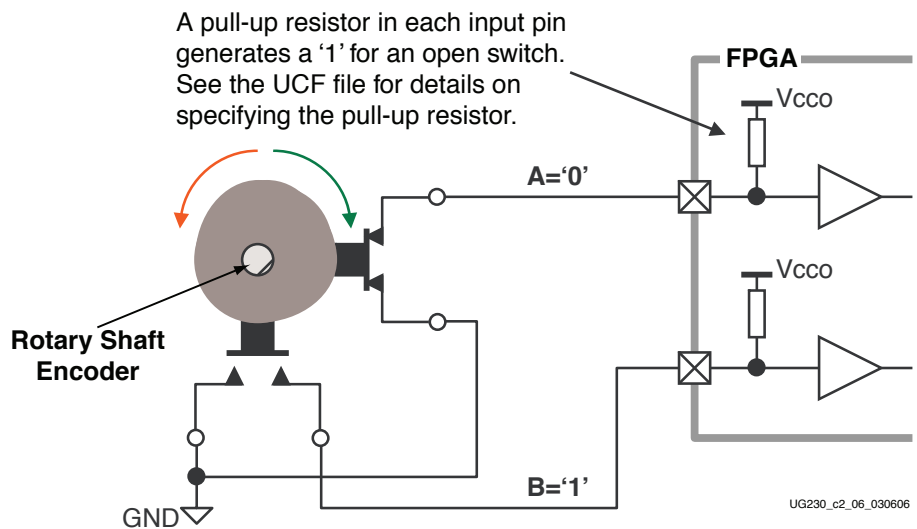 A pull-up resistor in each input pin
generates a ‘1’ for an open switch.
See the UCF file for details on
specifying the pull-up resistor.
FPGA
Vcco
A=‘0’
Vcco
Rotary Shaft
Encoder
B=‘1’
GND
UG230_c2_06_030606